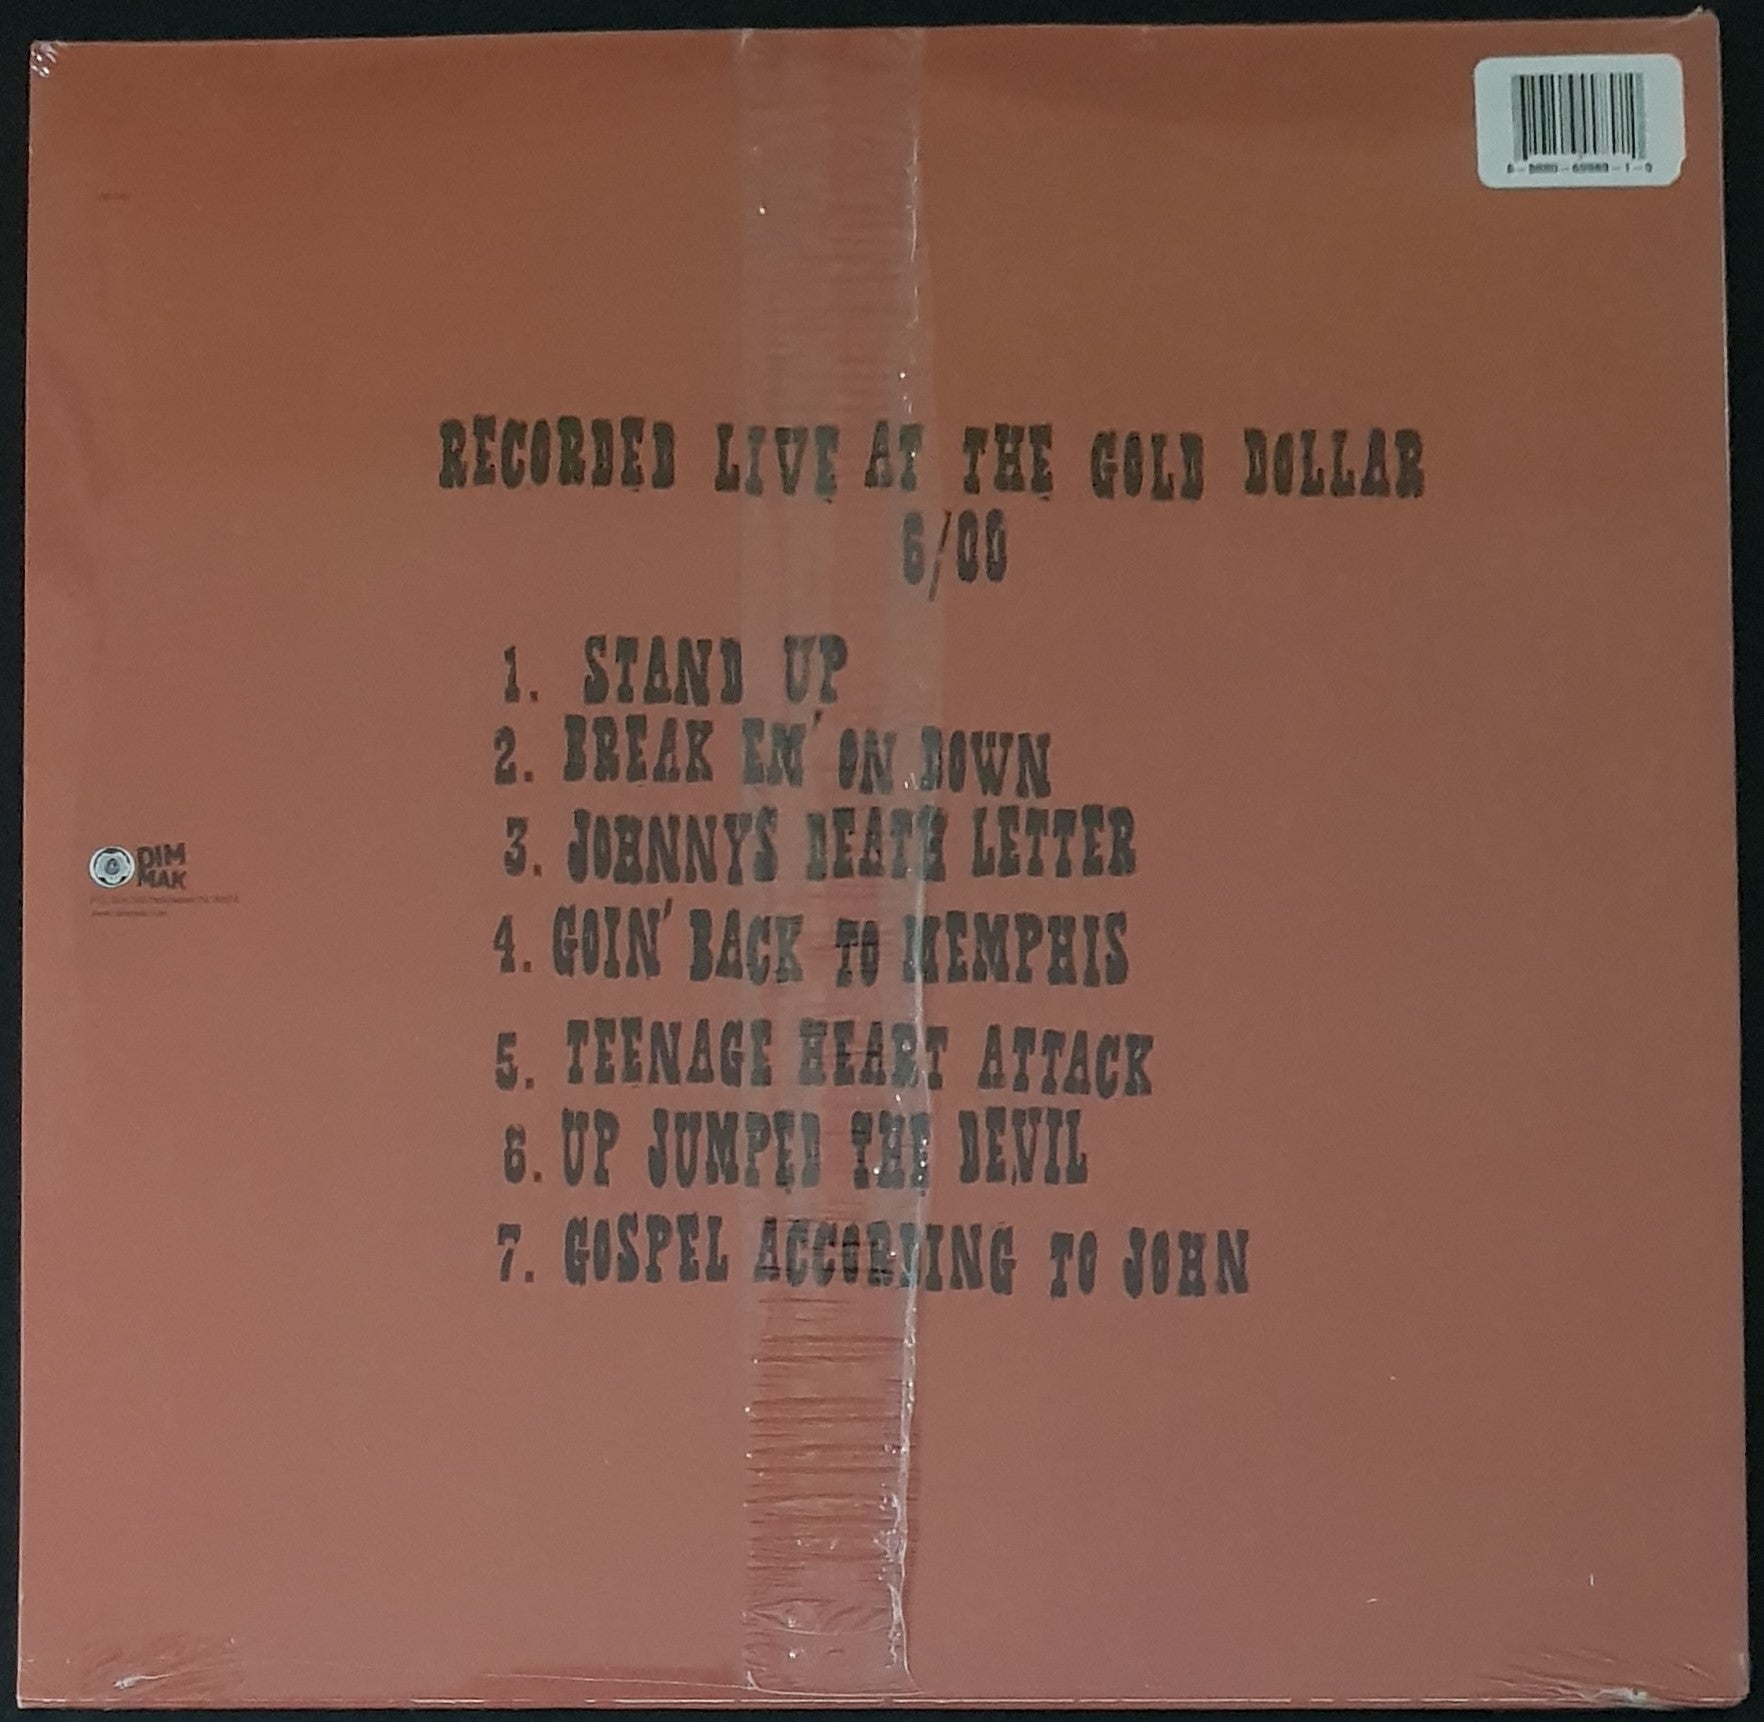 RECORDED LIVE AT THE GOLD DOLLAR
6/00
1. STAND UP
2. BREAK EM' ON DOWN
3. JOHNNYS DEATH LETTER
4. GOIN' BACK TO MEMPHIS
5. TEENAGE HEART ATTACK
6. UP JUMPED THE DEVIL
7. GOSPEL ACCORDING TO JOHN
DIM
MAK